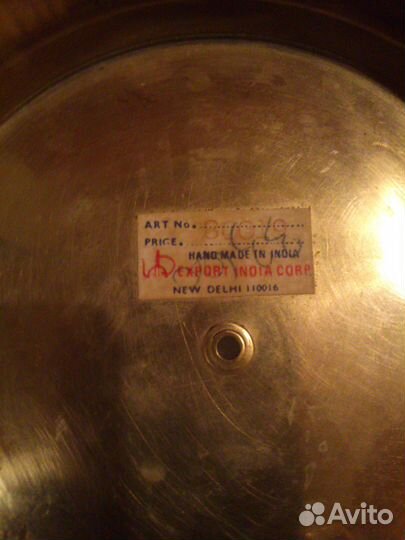 ART No.
PRICE.
HAND MADE IN INDIA
EXPORT INDIA CORP
NEW DELHI 110016
Avito